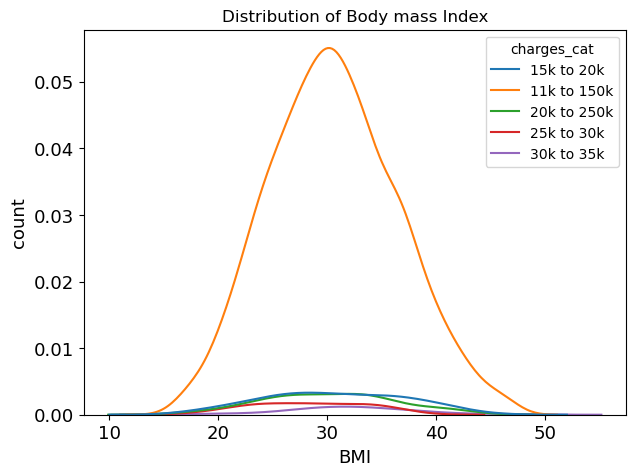 Distribution of Body mass Index
charges_cat
15k to 20k
11k to 150k
20k to 250k
25k to 30k
30k to 35k
count
0.05
0.04
0.03
0.02
0.01
0.00
10 20 30 40 50
BMI